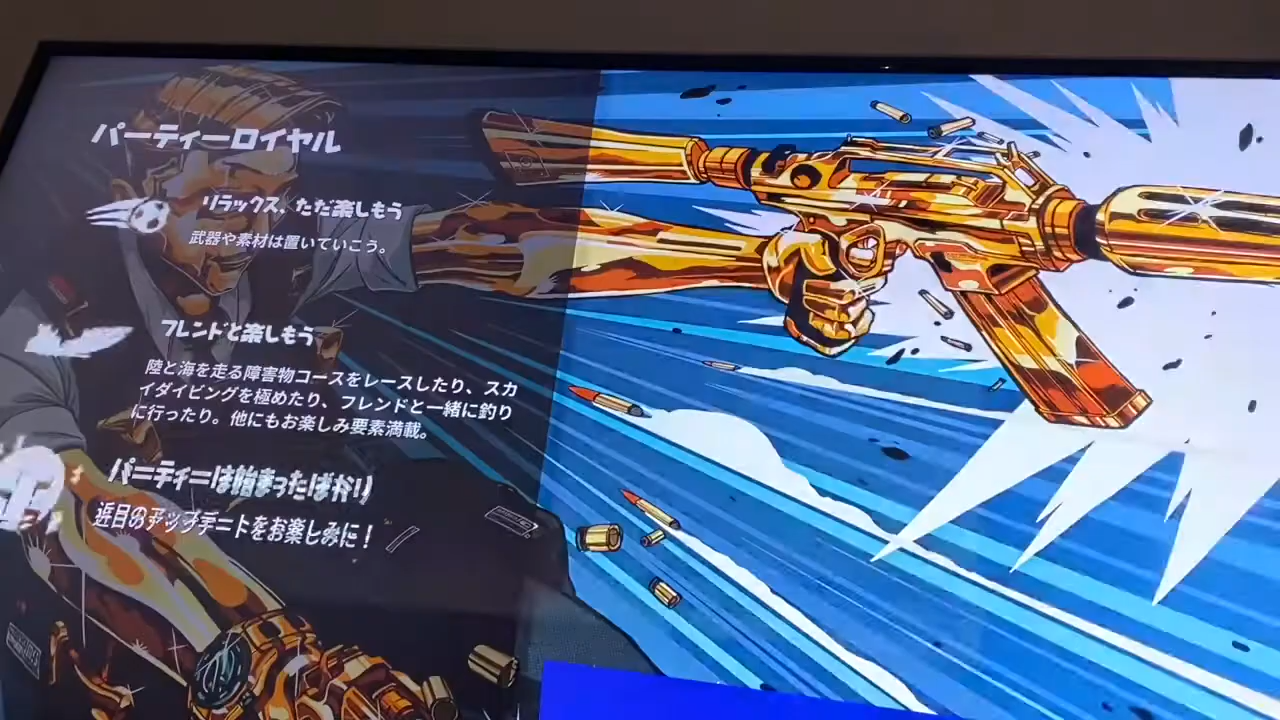 パーティーロイヤル
リラックス、ただ楽しもう
武器や素材は置いていこう。
フレンドと楽しもう
陸と海を走る障害物コースをレースしたり、スカ
イダイビングを極めたり、フレンドと一緒に釣り
に行ったり。他にもお楽しみ要素満載。
パーティーは始まったばかり
近日のアップデートをお楽しみに！